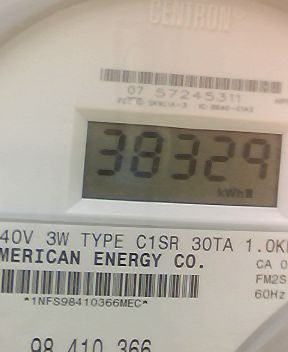 CENTRON
07 57245311
38329
kWh
40V 3W TYPE C1SR 30TA 1.0K
MERICAN ENERGY CO.
CA 0
FM2S
60Hz
*1NFS98410366MEC*
98 410 366